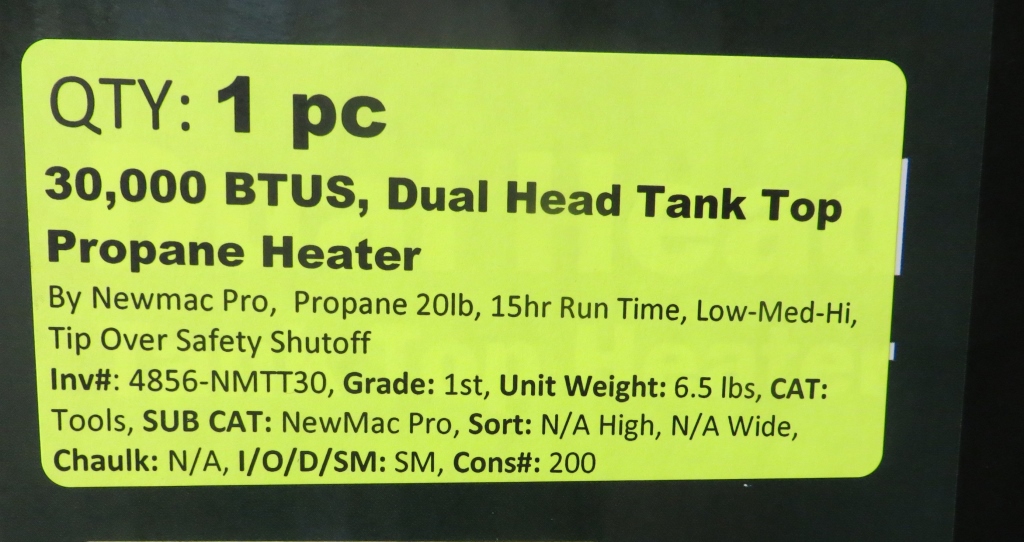 QTY: 1 pc
30,000 BTUS, Dual Head Tank Top
Propane Heater
By Newmac Pro, Propane 20lb, 15hr Run Time, Low-Med-Hi,
Tip Over Safety Shutoff
Inv#: 4856-NMTT30, Grade: 1st, Unit Weight: 6.5 lbs, CAT:
Tools, SUB CAT: NewMac Pro, Sort: N/A High, N/A Wide,
Chaulk: N/A, I/O/D/SM: SM, Cons#: 200